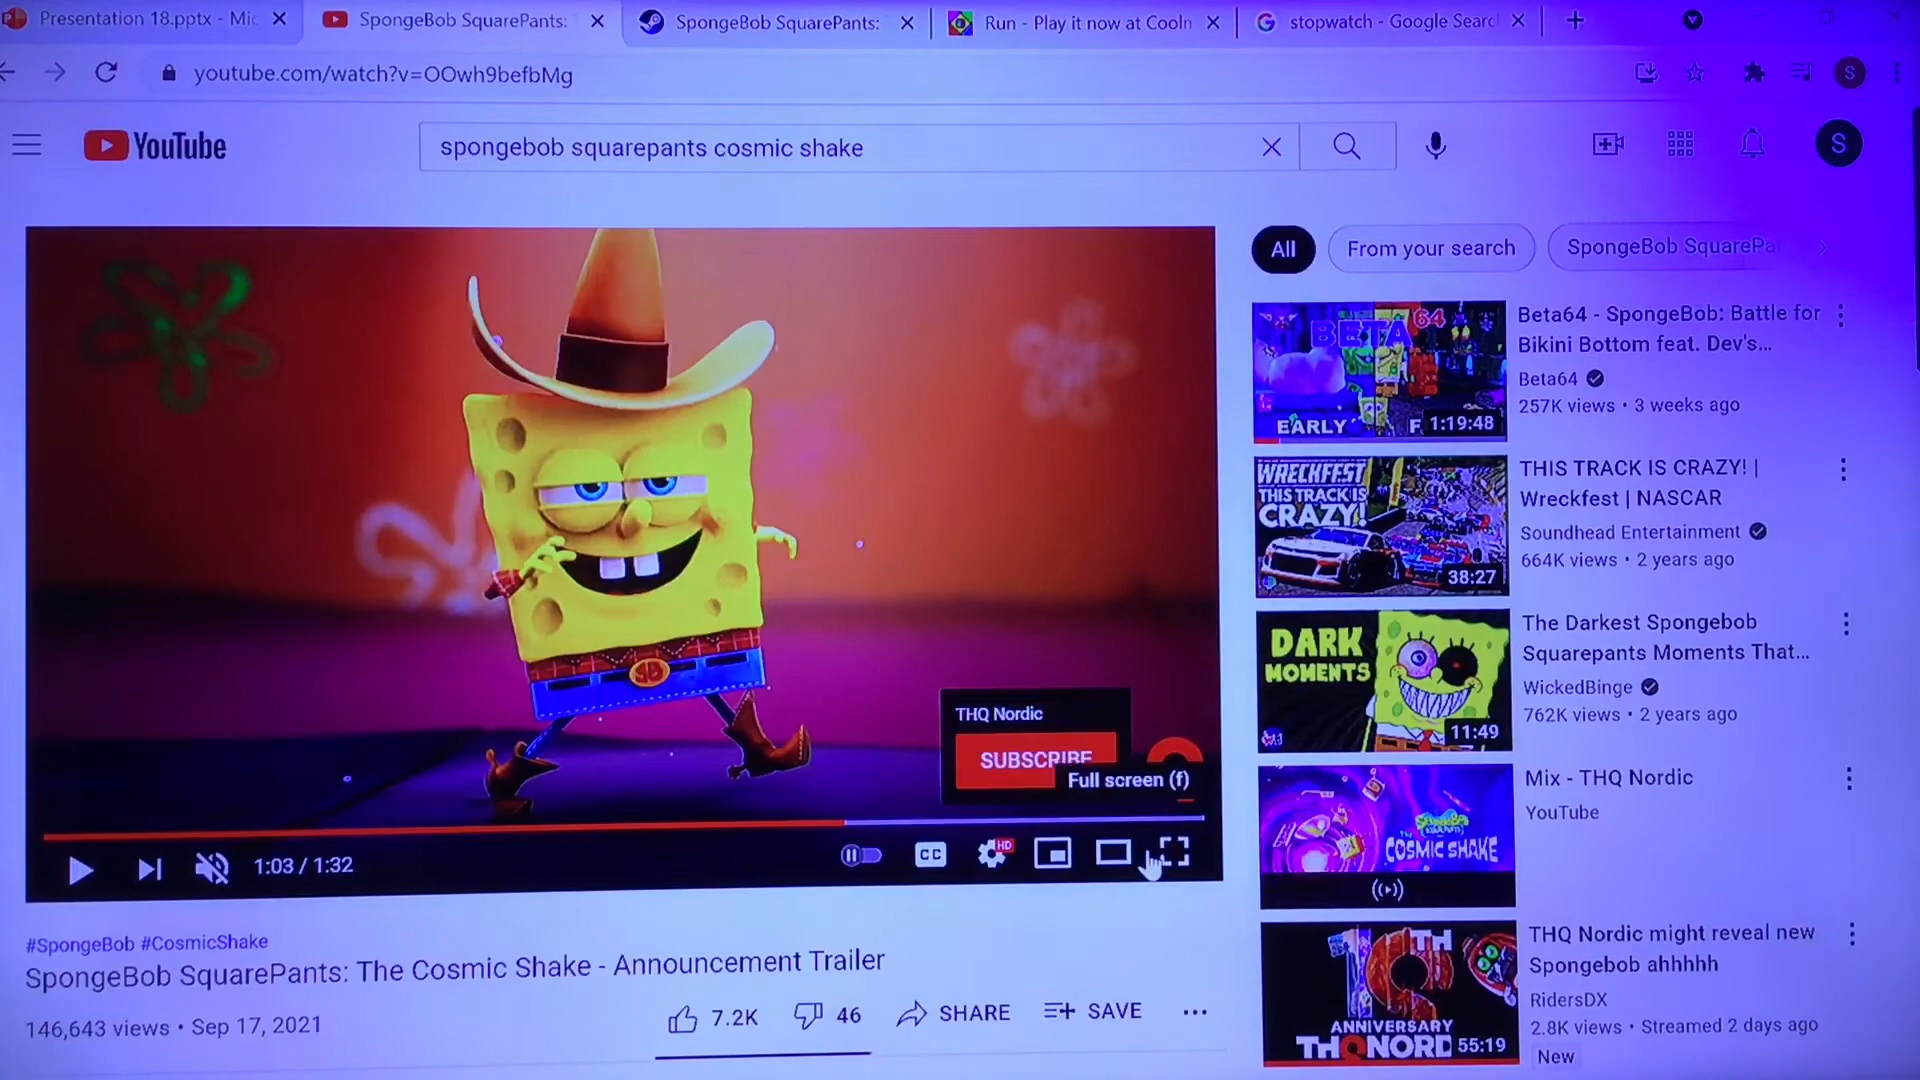 Presentation 18.pptx - Mic
SpongeBob SquarePants:
SpongeBob SquarePants:
Run - Play it now at Cooln
stopwatch - Google Searc
youtube.com/watch?v=OOwh9befbMg
S
YouTube
spongebob squarepants cosmic shake
S
All
From your search
SpongeBob SquarePa
BETA 64
EARLY
F
1:19:48
Beta64 - SpongeBob: Battle for
Bikini Bottom feat. Dev's...
Beta64
257K views • 3 weeks ago
WRECKFEST
THIS TRACK IS
CRAZY!
38:27
THIS TRACK IS CRAZY! |
Wreckfest | NASCAR
Soundhead Entertainment
664K views • 2 years ago
DARK
MOMENTS
11:49
The Darkest Spongebob
Squarepants Moments That...
WickedBinge
762K views • 2 years ago
SB
THQ Nordic
SUBSCRIBE
Full screen (f)
COSMIC SHAKE
Mix - THQ Nordic
YouTube
1:03 / 1:32
CC
HD
#SpongeBob #CosmicShake
SpongeBob SquarePants: The Cosmic Shake - Announcement Trailer
146,643 views • Sep 17, 2021
7.2K
46
SHARE
SAVE
10TH
ANNIVERSARY
THQNORD
55:19
THQ Nordic might reveal new
Spongebob ahhhhh
RidersDX
2.8K views • Streamed 2 days ago
New